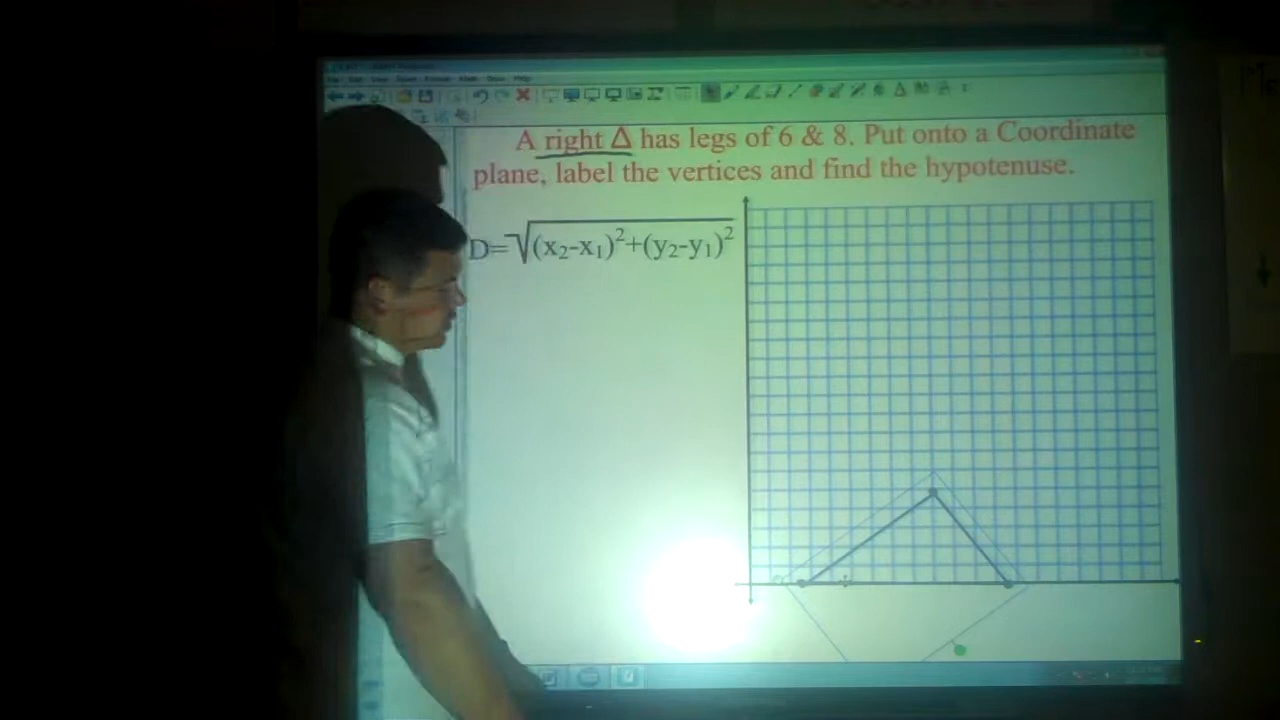 A right Δ has legs of 6 & 8. Put onto a Coordinate
plane, label the vertices and find the hypotenuse.
D=√(x₂-x₁)²+(y₂-y₁)²